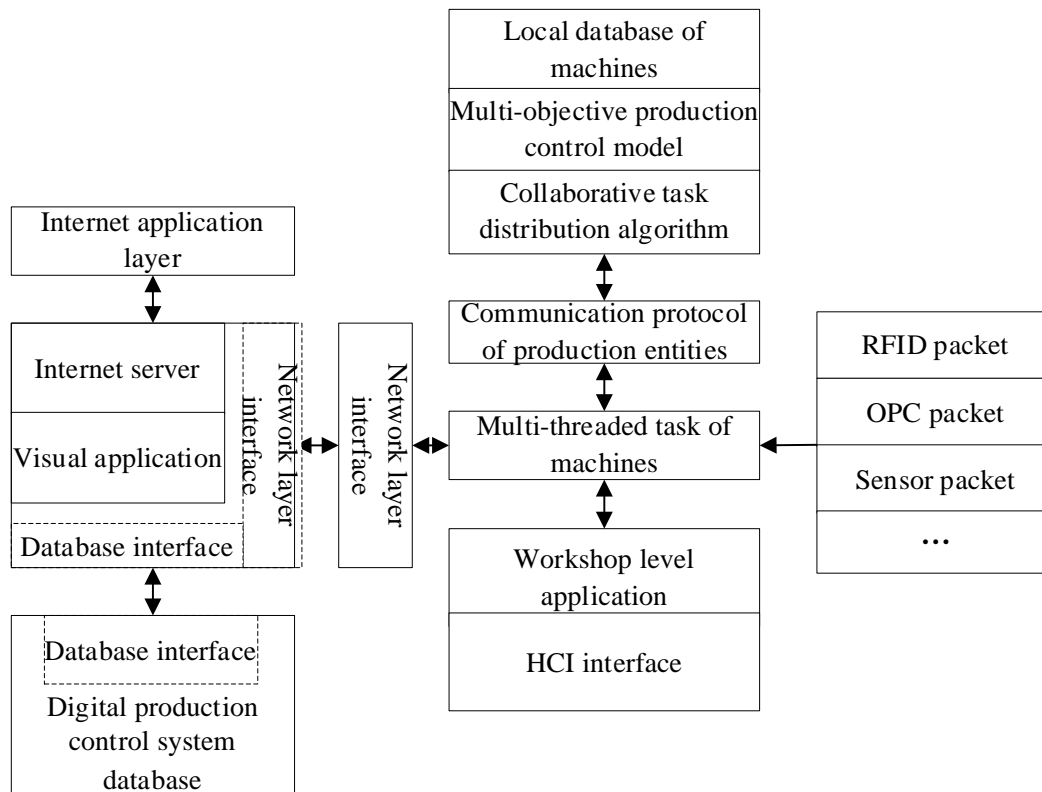 Local database of
machines
Multi-objective production
control model
Collaborative task
distribution algorithm
Internet application
layer
Communication protocol
of production entities
Internet server
Visual application
Database interface
Network layer
interface
Network layer
interface
Multi-threaded task of
machines
RFID packet
OPC packet
Sensor packet
...
Workshop level
application
HCI interface
Database interface
Digital production
control system
database